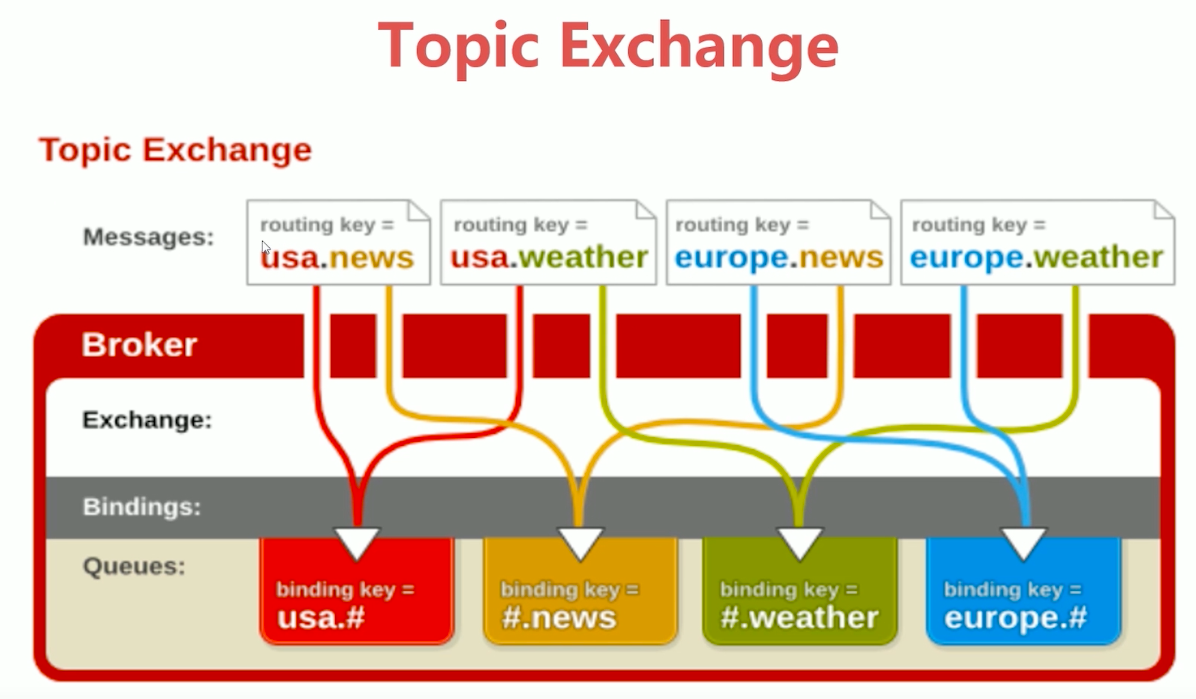 Topic Exchange
Topic Exchange
Messages:
routing key =
usa.news
routing key =
usa.weather
routing key =
europe.news
routing key =
europe.weather
Broker
Exchange:
Bindings:
Queues:
binding key =
usa.#
binding key =
#.news
binding key =
#.weather
binding key =
europe.#